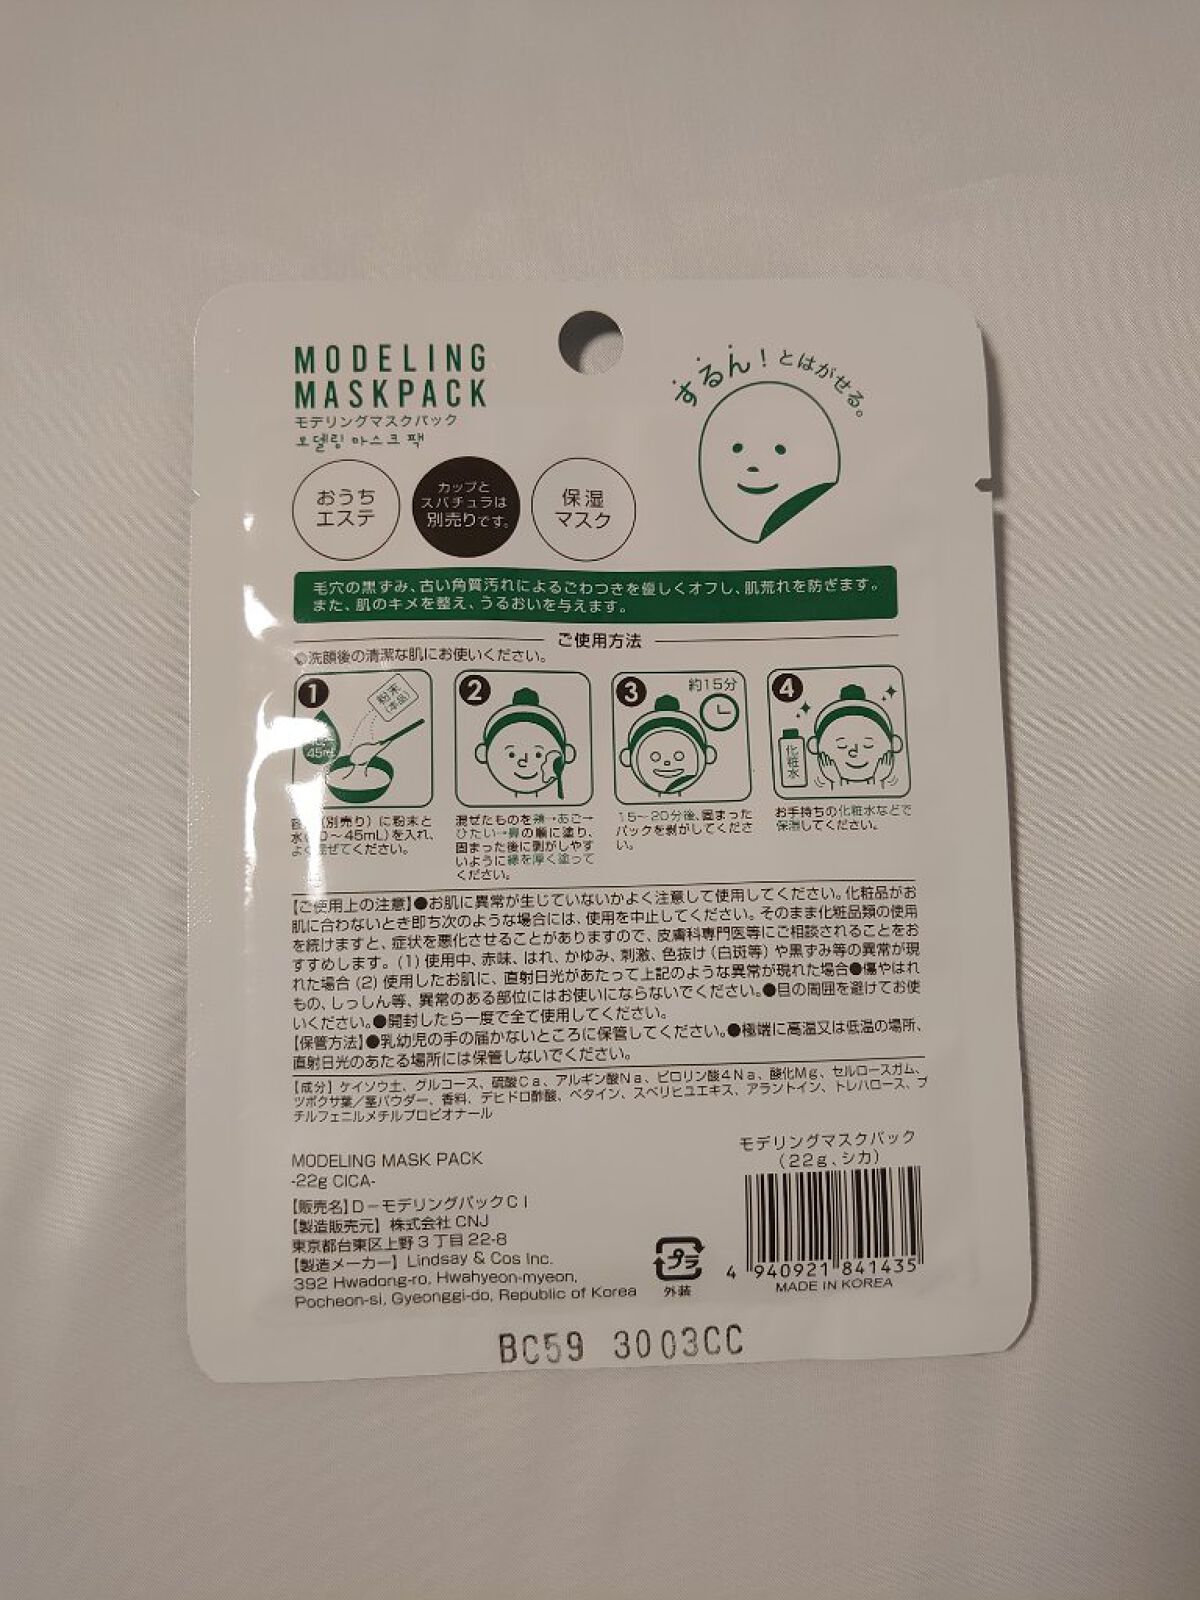 MODELING
MASKPACK
モデリングマスクパック
모델링 마스크 팩
するん！とはがせる。
おうち
エステ
カップと
スパチュラは
別売りです。
保湿
マスク
毛穴の黒ずみ、古い角質汚れによるごわつきを優しくオフし、肌荒れを防ぎます。
また、肌のキメを整え、うるおいを与えます。
ご使用方法
●洗顔後の清潔な肌にお使いください。
1
粉末
(本品)
45mL
(別売り)に粉末と
～45mL)を入れ、
ぜてください。
2
混ぜたものを頬→あご→
ひたい→鼻の順に塗り、
固まった後に剥がしやす
いように縁を厚く塗って
ください。
3
約15分
15～20分後、固まった
パックを剥がしてくださ
い。
4
化粧水
お手持ちの化粧水などで
保湿してください。
【ご使用上の注意】●お肌に異常が生じていないかよく注意して使用してください。化粧品がお
肌に合わないとき即ち次のような場合には、使用を中止してください。そのまま化粧品類の使用
を続けますと、症状を悪化させることがありますので、皮膚科専門医等にご相談されることをお
すすめします。(1)使用中、赤味、はれ、かゆみ、刺激、色抜け(白斑等)や黒ずみ等の異常が現
れた場合(2)使用したお肌に、直射日光があたって上記のような異常が現れた場合●傷やはれ
もの、しっしん等、異常のある部位にはお使いにならないでください。●目の周囲を避けてお使
いください。●開封したら一度で全て使用してください。
【保管方法】●乳幼児の手の届かないところに保管してください。●極端に高温又は低温の場所、
直射日光のあたる場所には保管しないでください。
【成分】ケイソウ土、グルコース、硫酸Ca、アルギン酸Na、ピロリン酸4Na、酸化Mg、セルロースガム、
ツボクサ葉/茎パウダー、香料、デヒドロ酢酸、ベタイン、スベリヒユエキス、アラントイン、トレハロース、ブ
チルフェニルメチルプロピオナール
MODELING MASK PACK
-22g CICA-
【販売名】D－モデリングパックCI
【製造販売元】株式会社CNJ
東京都台東区上野3丁目22-8
【製造メーカー】Lindsay & Cos Inc.
392 Hwadong-ro, Hwahyeon-myeon,
Pocheon-si, Gyeonggi-do, Republic of Korea
プラ
外装
モデリングマスクパック
(22g、シカ)
4 940921 841435
MADE IN KOREA
BC59 3003CC